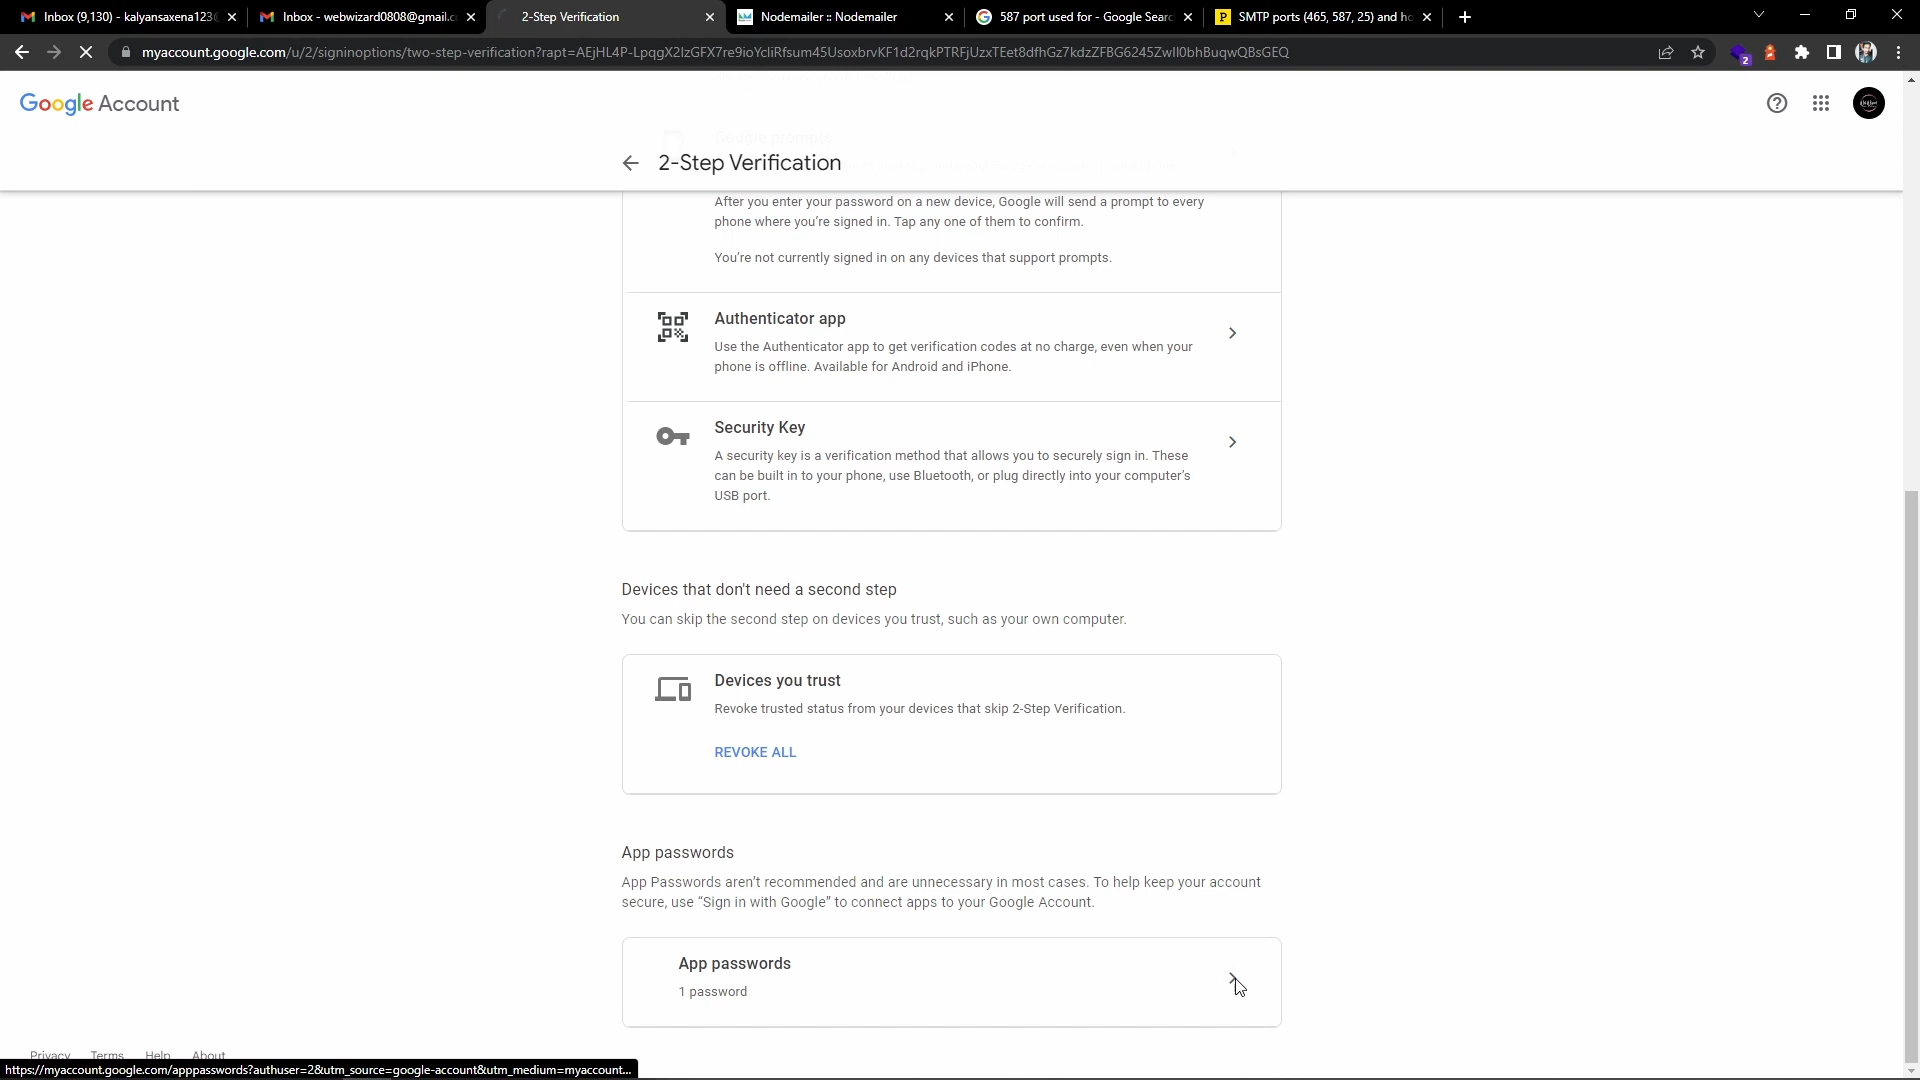 Inbox (9,130) - kalyansaxena123
Inbox - webwizard0808@gmail.c
2-Step Verification
Nodemailer :: Nodemailer
587 port used for - Google Searc
SMTP ports (465, 587, 25) and ho
2
Google Account
Google prompts
2-Step Verification
After you enter your password on a new device, Google will send a prompt to every
phone where you're signed in. Tap any one of them to confirm.
You're not currently signed in on any devices that support prompts.
Authenticator app
Use the Authenticator app to get verification codes at no charge, even when your
phone is offline. Available for Android and iPhone.
Security Key
A security key is a verification method that allows you to securely sign in. These
can be built in to your phone, use Bluetooth, or plug directly into your computer's
USB port.
Devices that don't need a second step
You can skip the second step on devices you trust, such as your own computer.
Devices you trust
Revoke trusted status from your devices that skip 2-Step Verification.
REVOKE ALL
App passwords
App Passwords aren't recommended and are unnecessary in most cases. To help keep your account
secure, use “Sign in with Google” to connect apps to your Google Account.
App passwords
1 password
Privacy Terms Help About
https://myaccount.google.com/apppasswords?authuser=2&utm_source=google-account&utm_medium=myaccount...